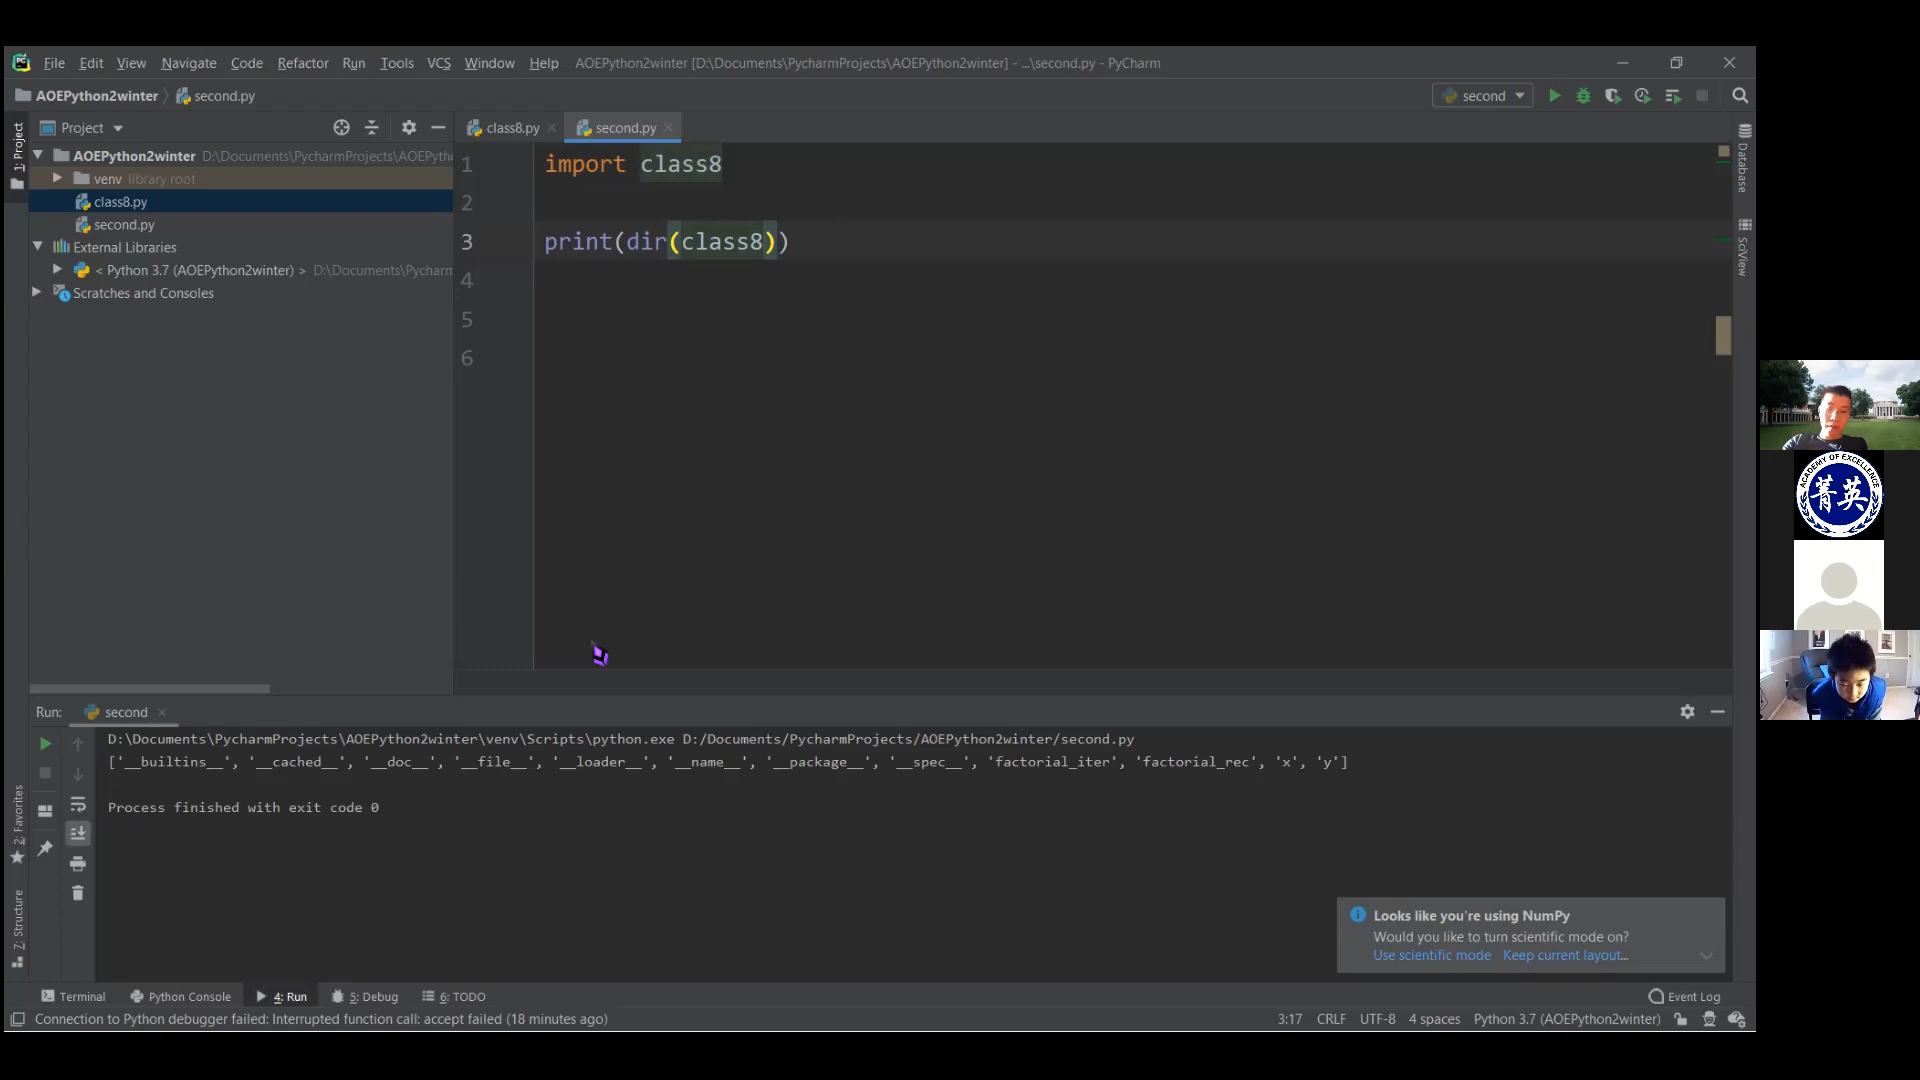 File Edit View Navigate Code Refactor Run Tools VCS Window Help AOEPython2winter [D:\Documents\PycharmProjects\AOEPython2winter] - ...\second.py - PyCharm
AOEPython2winter second.py second
1: Project
Project
class8.py second.py
AOEPython2winter D:\Documents\PycharmProjects\AOEPyth
venv library root
class8.py
second.py
External Libraries
< Python 3.7 (AOEPython2winter) > D:\Documents\Pycharm
Scratches and Consoles
1 import class8
2
3 print(dir(class8))
4
5
6
Database
SciView
ACADEMY OF EXCELLENCE
菁英
Run: second
D:\Documents\PycharmProjects\AOEPython2winter\venv\Scripts\python.exe D:/Documents/PycharmProjects/AOEPython2winter/second.py
['__builtins__', '__cached__', '__doc__', '__file__', '__loader__', '__name__', '__package__', '__spec__', 'factorial_iter', 'factorial_rec', 'x', 'y']
Process finished with exit code 0
2: Favorites
7: Structure
Looks like you're using NumPy
Would you like to turn scientific mode on?
Use scientific mode Keep current layout...
Terminal Python Console 4: Run 5: Debug 6: TODO Event Log
Connection to Python debugger failed: Interrupted function call: accept failed (18 minutes ago) 3:17 CRLF UTF-8 4 spaces Python 3.7 (AOEPython2winter)